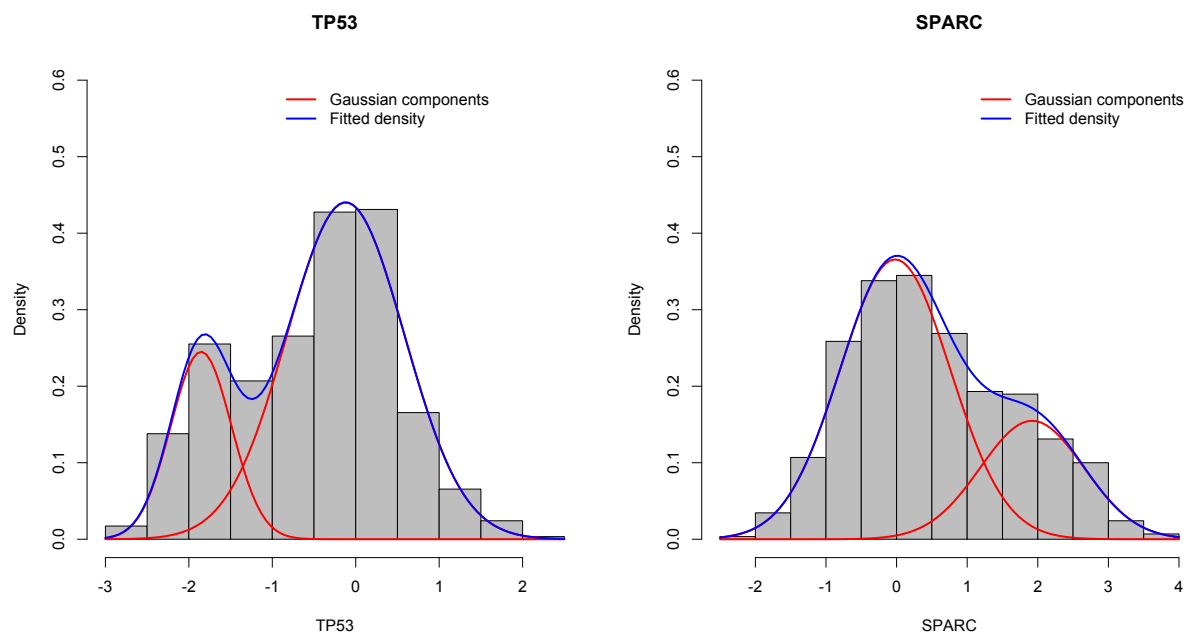 TP53
Gaussian components
Fitted density
Density
0.6
0.5
0.4
0.3
0.2
0.1
0.0
-3 -2 -1 0 1 2
TP53
SPARC
Gaussian components
Fitted density
Density
0.6
0.5
0.4
0.3
0.2
0.1
0.0
-2 -1 0 1 2 3 4
SPARC